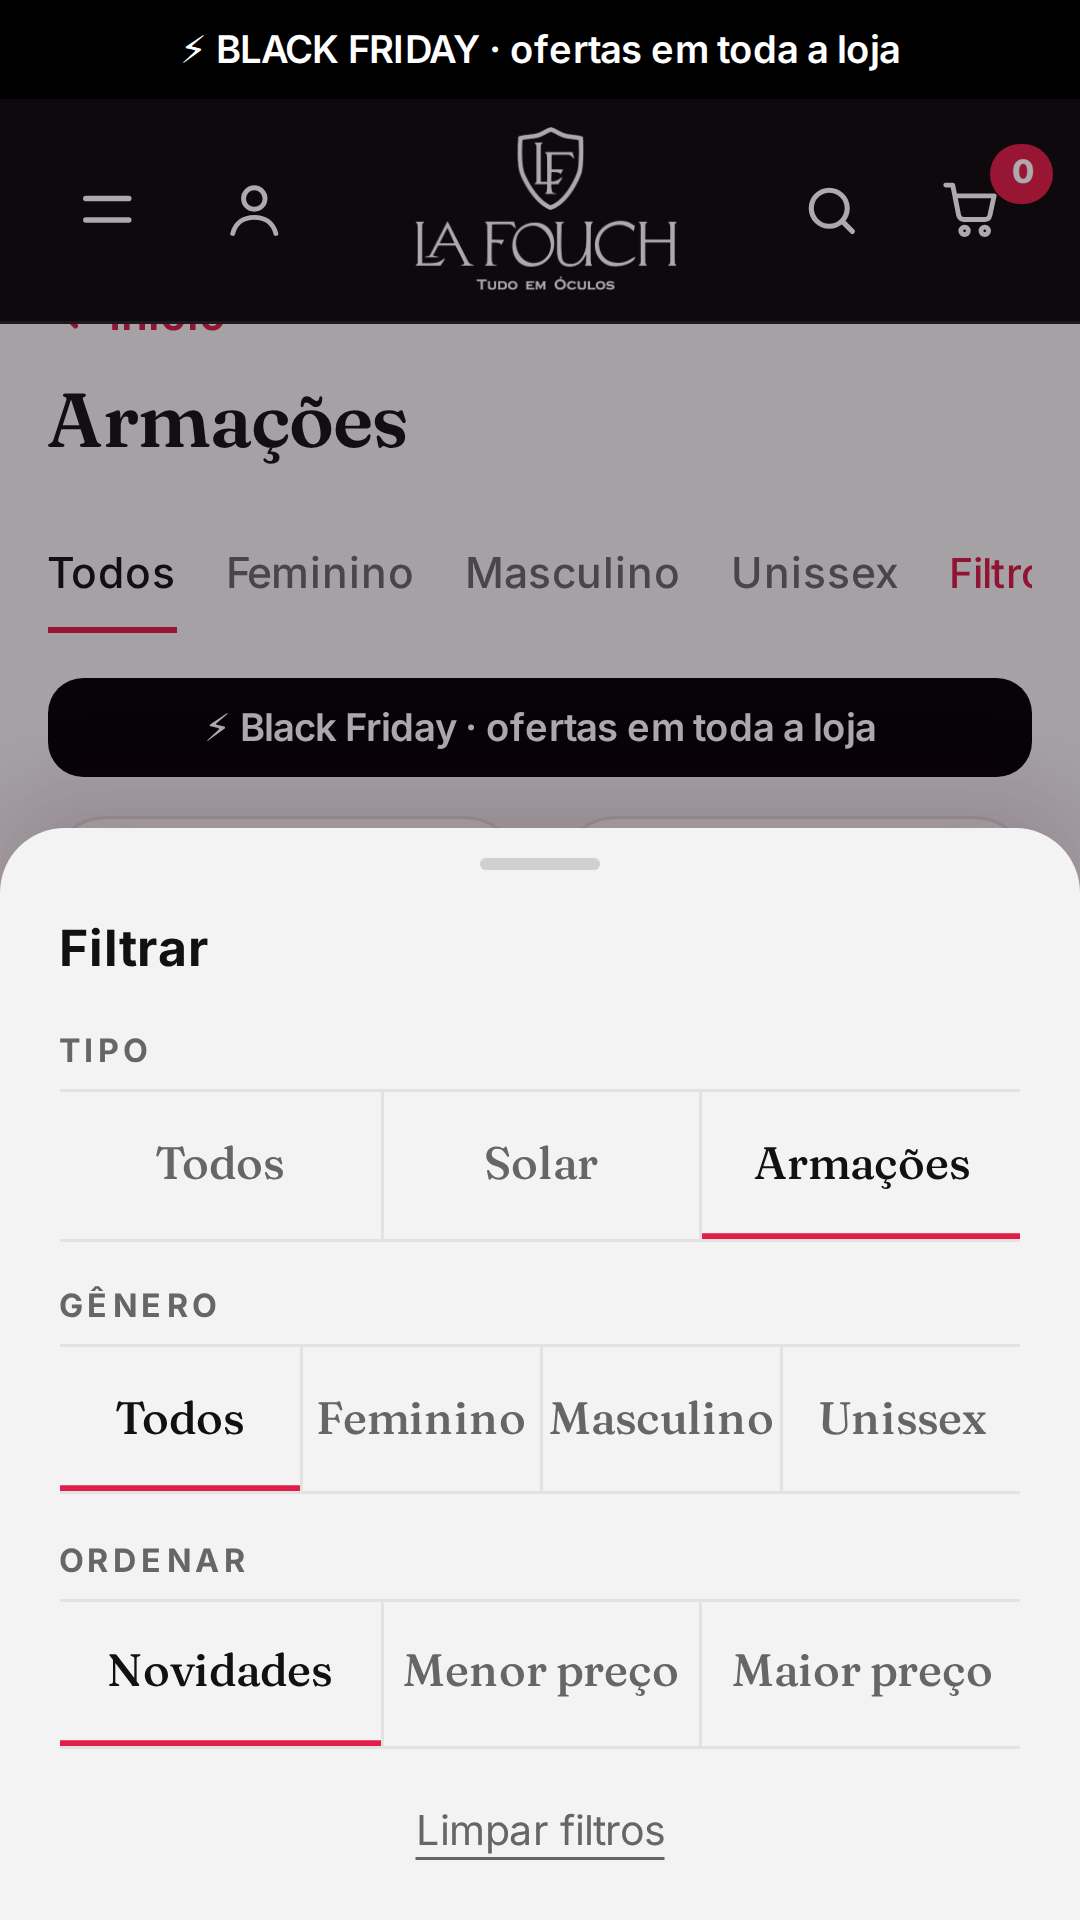 ⚡ BLACK FRIDAY · ofertas em toda a loja
LF
0
LA FOUCH
TUDO EM ÓCULOS
Início
Armações
Todos Feminino Masculino Unissex Filtro
⚡ Black Friday · ofertas em toda a loja
Filtrar
TIPO
Todos Solar Armações
GÊNERO
Todos Feminino Masculino Unissex
ORDENAR
Novidades Menor preço Maior preço
Limpar filtros